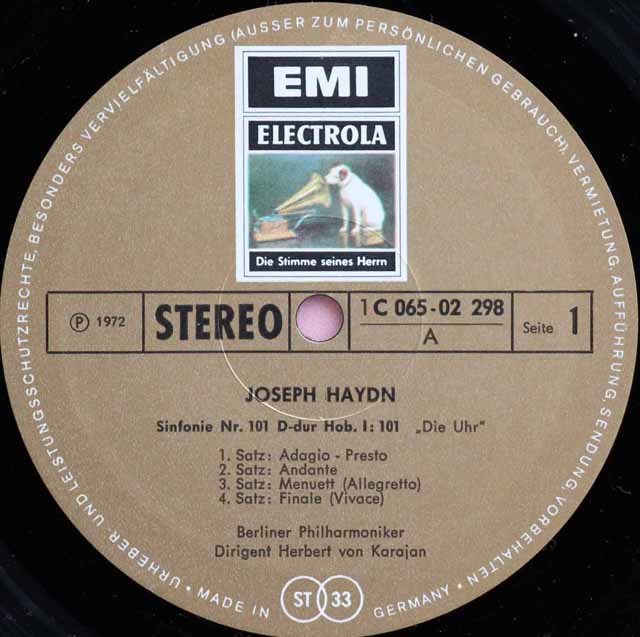 EMI
ELECTROLA
Die Stimme seines Herrn
Ⓟ 1972
STEREO
1 C 065-02 298
A
Seite 1
JOSEPH HAYDN
Sinfonie Nr. 101 D-dur Hob. I: 101 „Die Uhr"
1. Satz: Adagio - Presto
2. Satz: Andante
3. Satz: Menuett (Allegretto)
4. Satz: Finale (Vivace)
Berliner Philharmoniker
Dirigent Herbert von Karajan
URHEBER- UND LEISTUNGSSCHUTZRECHTE, BESONDERS VERVIELFÄLTIGUNG (AUSSER ZUM PERSÖNLICHEN GEBRAUCH), VERMIETUNG, AUFFÜHRUNG, SENDUNG VORBEHALTEN
• MADE IN GERMANY •
ST 33